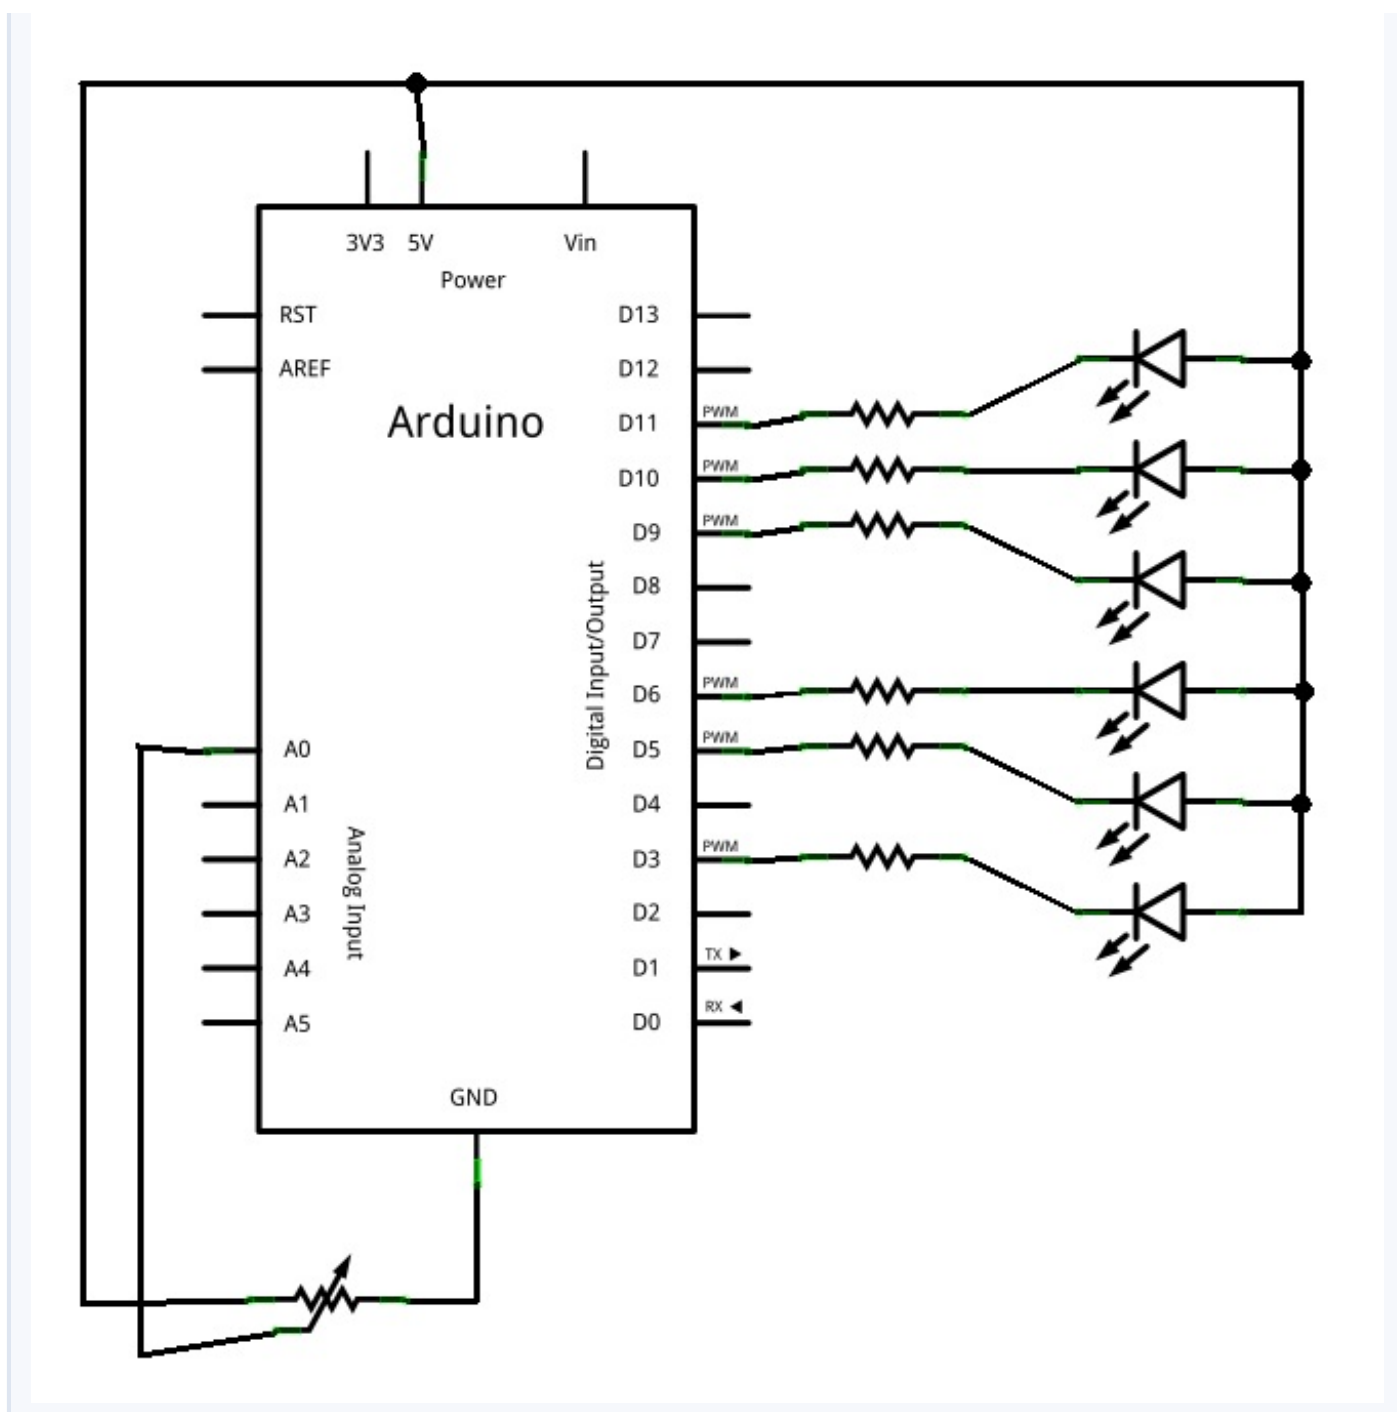 3V3 5V Vin
Power
RST
AREF
Arduino
A0
A1
A2
A3
A4
A5
Analog Input
Digital Input/Output
D13
D12
D11 PWM
D10 PWM
D9 PWM
D8
D7
D6 PWM
D5 PWM
D4
D3 PWM
D2
D1 TX
D0 RX
GND